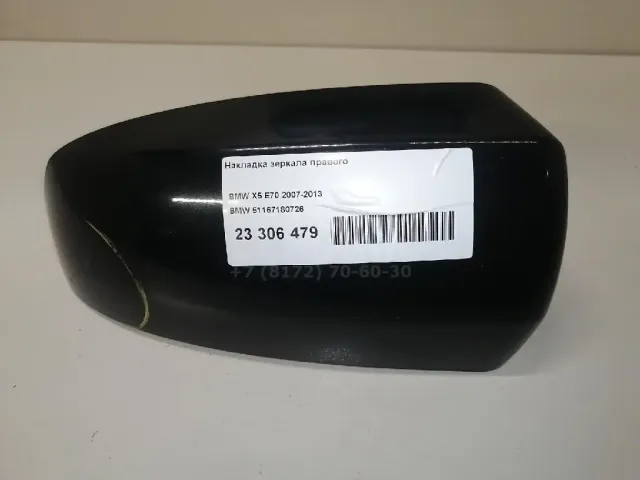 Накладка зеркала правого
BMW X5 E70 2007-2013
BMW 51167180726
23 306 479
+7 (8172) 70-60-30